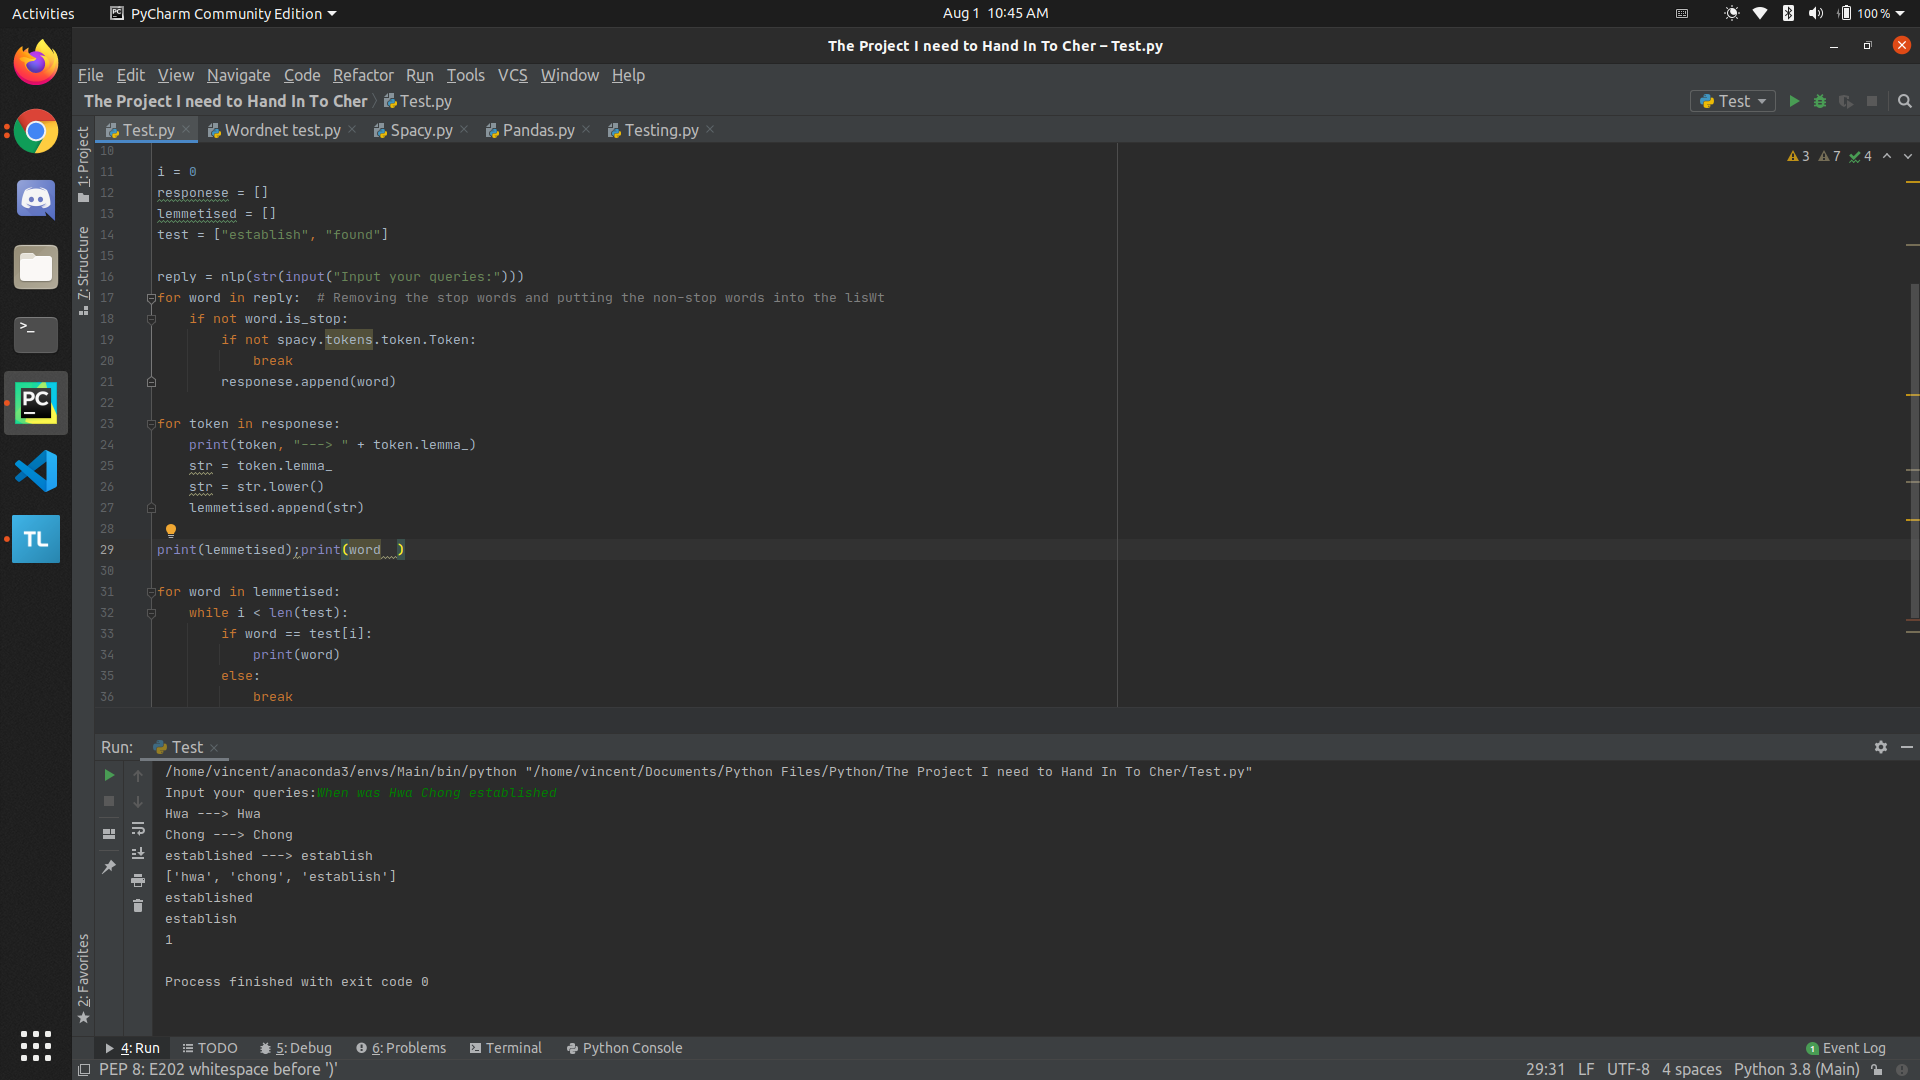 Activities PyCharm Community Edition Aug 1 10:45 AM 100 %
The Project I need to Hand In To Cher – Test.py
File Edit View Navigate Code Refactor Run Tools VCS Window Help
The Project I need to Hand In To Cher Test.py Test
Test.py Wordnet test.py Spacy.py Pandas.py Testing.py
1: Project
7: Structure
2: Favorites
3 7 4
10
11 i = 0
12 responese = []
13 lemmetised = []
14 test = ["establish", "found"]
15
16 reply = nlp(str(input("Input your queries:")))
17 for word in reply:  # Removing the stop words and putting the non-stop words into the lisWt
18     if not word.is_stop:
19         if not spacy.tokens.token.Token:
20             break
21         responese.append(word)
22
23 for token in responese:
24     print(token, "---> " + token.lemma_)
25     str = token.lemma_
26     str = str.lower()
27     lemmetised.append(str)
28
29 print(lemmetised);print(word  )
30
31 for word in lemmetised:
32     while i < len(test):
33         if word == test[i]:
34             print(word)
35         else:
36             break
Run: Test
/home/vincent/anaconda3/envs/Main/bin/python "/home/vincent/Documents/Python Files/Python/The Project I need to Hand In To Cher/Test.py"
Input your queries:When was Hwa Chong established
Hwa ---> Hwa
Chong ---> Chong
established ---> establish
['hwa', 'chong', 'establish']
established
establish
1
Process finished with exit code 0
4: Run TODO 5: Debug 6: Problems Terminal Python Console 1 Event Log
PEP 8: E202 whitespace before ')' 29:31 LF UTF-8 4 spaces Python 3.8 (Main)
PC
>_
PC
TL